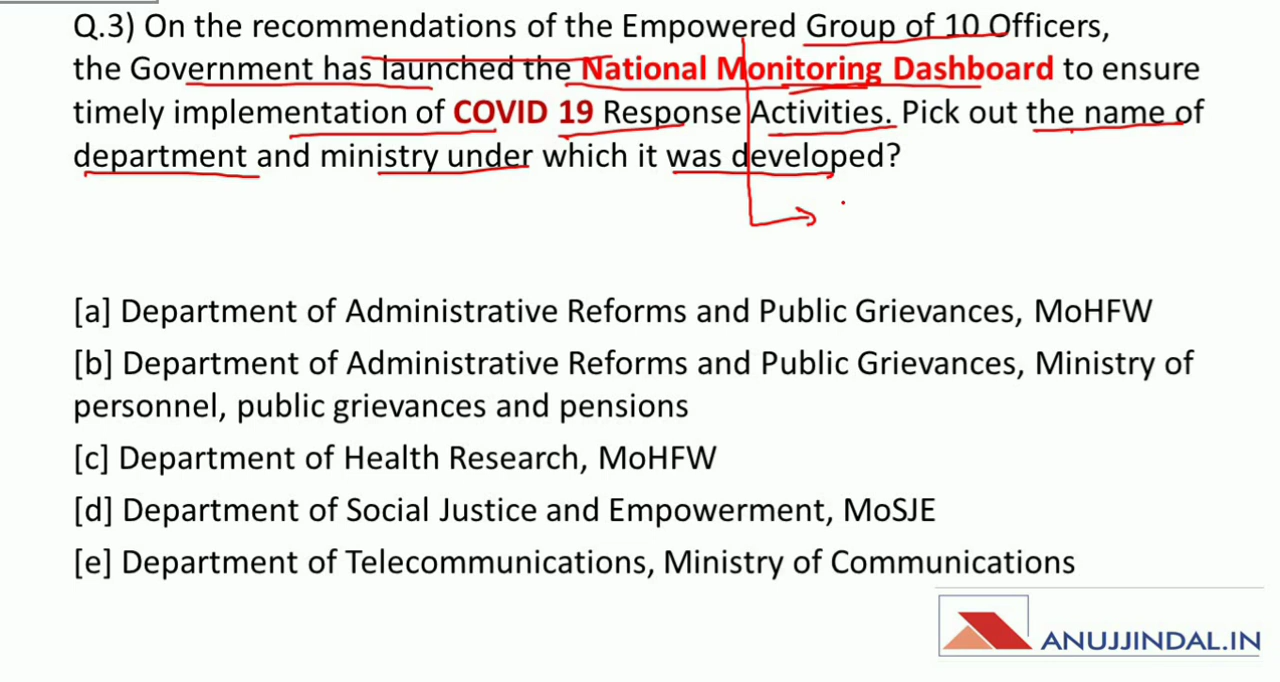 Q.3) On the recommendations of the Empowered Group of 10 Officers,
the Government has launched the National Monitoring Dashboard to ensure
timely implementation of COVID 19 Response Activities. Pick out the name of
department and ministry under which it was developed?
[a] Department of Administrative Reforms and Public Grievances, MoHFW
[b] Department of Administrative Reforms and Public Grievances, Ministry of
personnel, public grievances and pensions
[c] Department of Health Research, MoHFW
[d] Department of Social Justice and Empowerment, MoSJE
[e] Department of Telecommunications, Ministry of Communications
ANUJJINDAL.IN